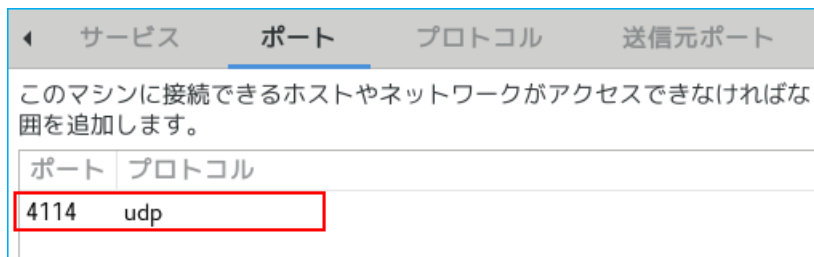 サービス ポート プロトコル 送信元ポート
このマシンに接続できるホストやネットワークがアクセスできなければな
囲を追加します。
ポート プロトコル
4114 udp